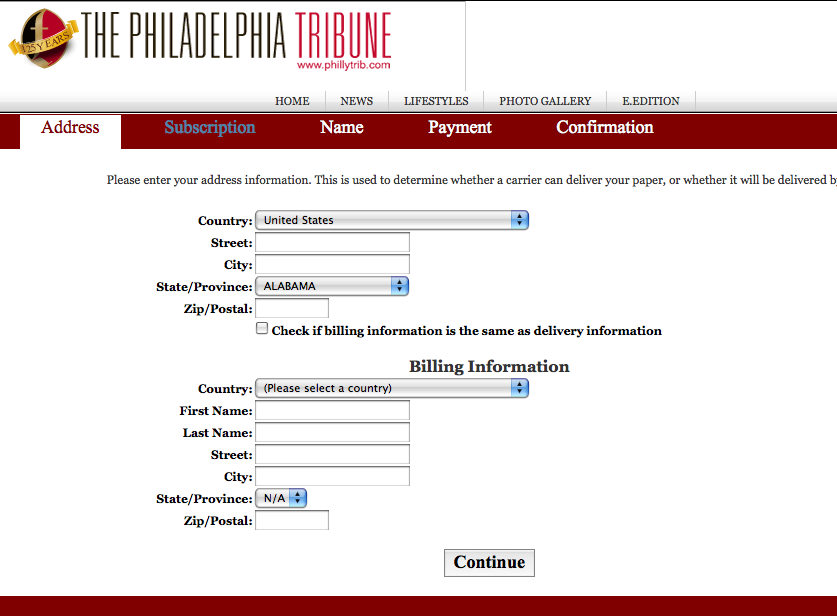 125 YEARS
THE PHILADELPHIA TRIBUNE
www.phillytrib.com
HOME NEWS LIFESTYLES PHOTO GALLERY E.EDITION
Address Subscription Name Payment Confirmation
Please enter your address information. This is used to determine whether a carrier can deliver your paper, or whether it will be delivered by
Country: United States
Street:
City:
State/Province: ALABAMA
Zip/Postal:
Check if billing information is the same as delivery information
Billing Information
Country: (Please select a country)
First Name:
Last Name:
Street:
City:
State/Province: N/A
Zip/Postal:
Continue